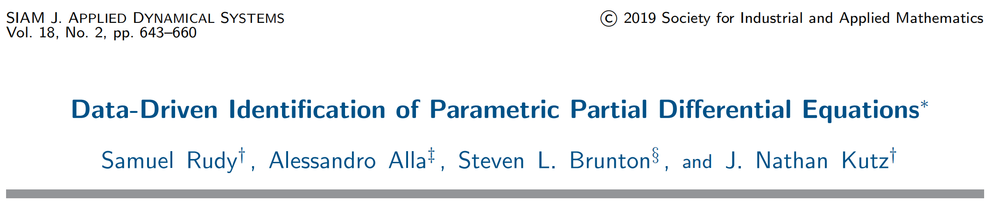 SIAM J. APPLIED DYNAMICAL SYSTEMS
Vol. 18, No. 2, pp. 643–660
© 2019 Society for Industrial and Applied Mathematics
Data-Driven Identification of Parametric Partial Differential Equations*
Samuel Rudy†, Alessandro Alla‡, Steven L. Brunton§, and J. Nathan Kutz†